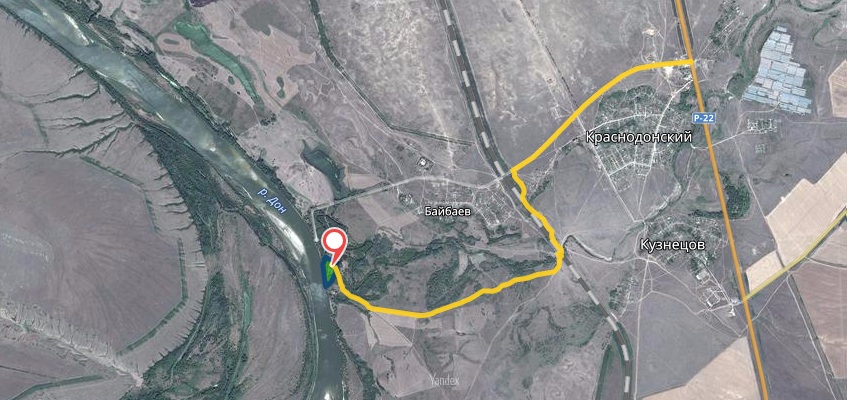 Р-22
Краснодонский
р. Дон
Байбаев
Кузнецов
Yandex